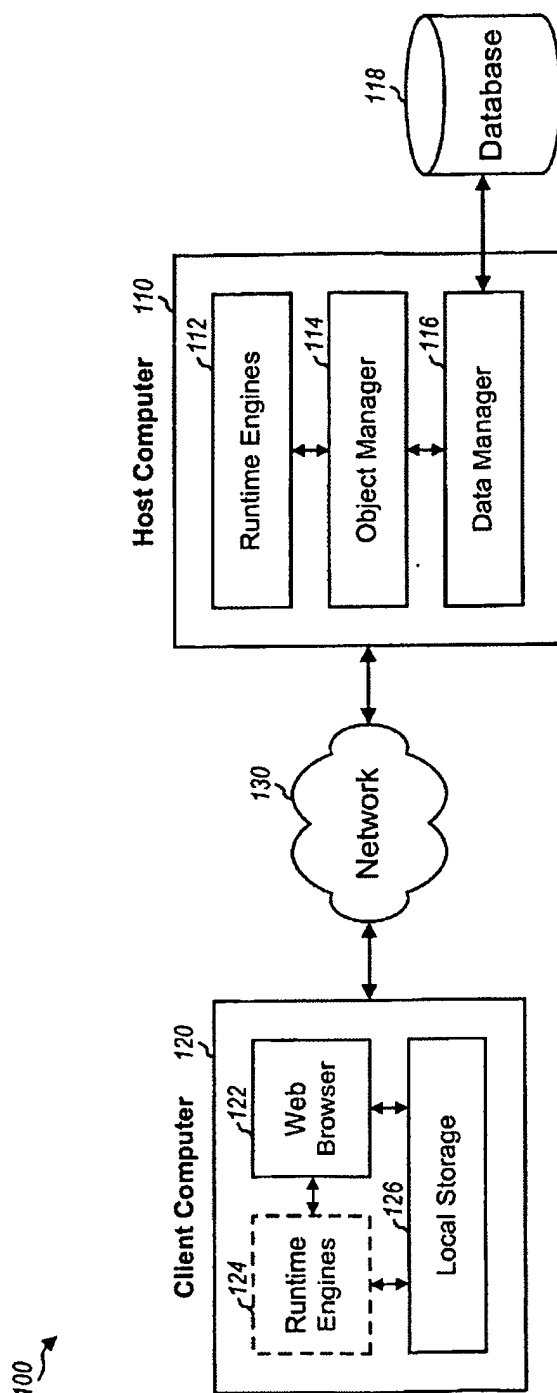 100
Client Computer
120
124
Runtime
Engines
122
Web
Browser
126
Local Storage
130
Network
Host Computer
110
112
Runtime Engines
114
Object Manager
116
Data Manager
118
Database